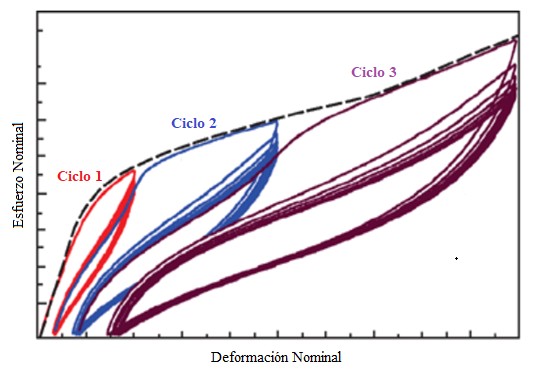 Ciclo 3
Ciclo 2
Ciclo 1
Esfuerzo Nominal
Deformación Nominal